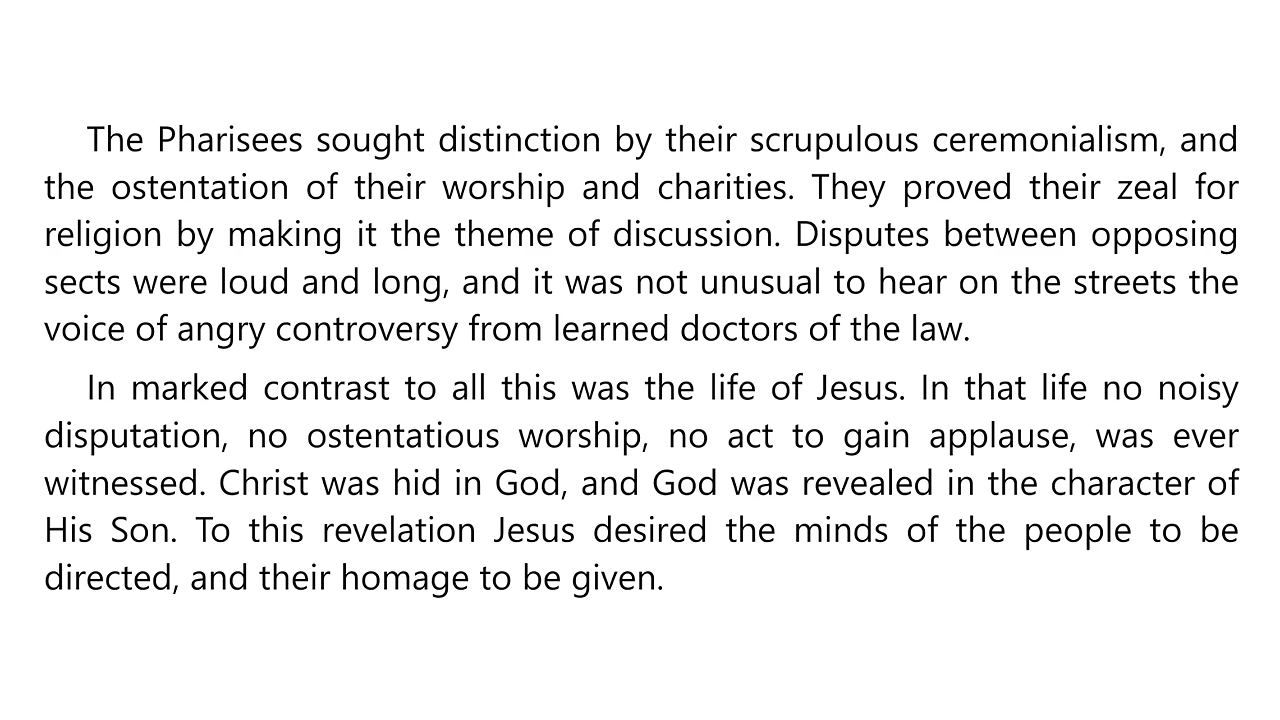 The Pharisees sought distinction by their scrupulous ceremonialism, and
the ostentation of their worship and charities. They proved their zeal for
religion by making it the theme of discussion. Disputes between opposing
sects were loud and long, and it was not unusual to hear on the streets the
voice of angry controversy from learned doctors of the law.
In marked contrast to all this was the life of Jesus. In that life no noisy
disputation, no ostentatious worship, no act to gain applause, was ever
witnessed. Christ was hid in God, and God was revealed in the character of
His Son. To this revelation Jesus desired the minds of the people to be
directed, and their homage to be given.